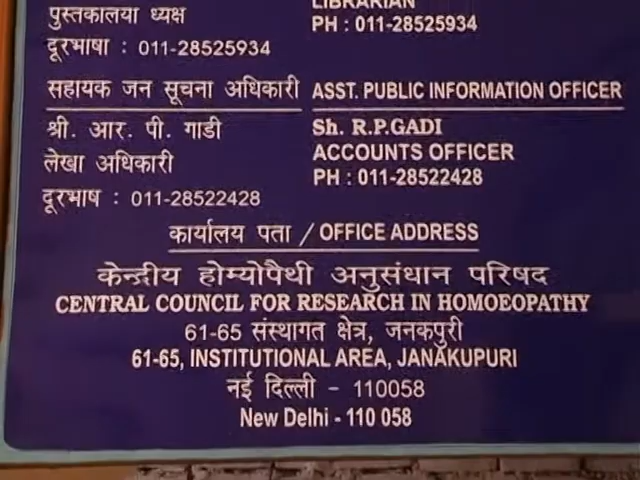 पुस्तकालया ध्यक्ष
LIBRARIAN
दूरभाषा : 011-28525934
PH : 011-28525934
सहायक जन सूचना अधिकारी
ASST. PUBLIC INFORMATION OFFICER
श्री. आर. पी. गाडी
Sh. R.P.GADI
लेखा अधिकारी
ACCOUNTS OFFICER
दूरभाष : 011-28522428
PH : 011-28522428
कार्यालय पता / OFFICE ADDRESS
केन्द्रीय होम्योपैथी अनुसंधान परिषद
CENTRAL COUNCIL FOR RESEARCH IN HOMOEOPATHY
61-65 संस्थागत क्षेत्र, जनकपुरी
61-65, INSTITUTIONAL AREA, JANAKUPURI
नई दिल्ली - 110058
New Delhi - 110 058